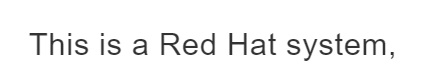 This is a Red Hat system,